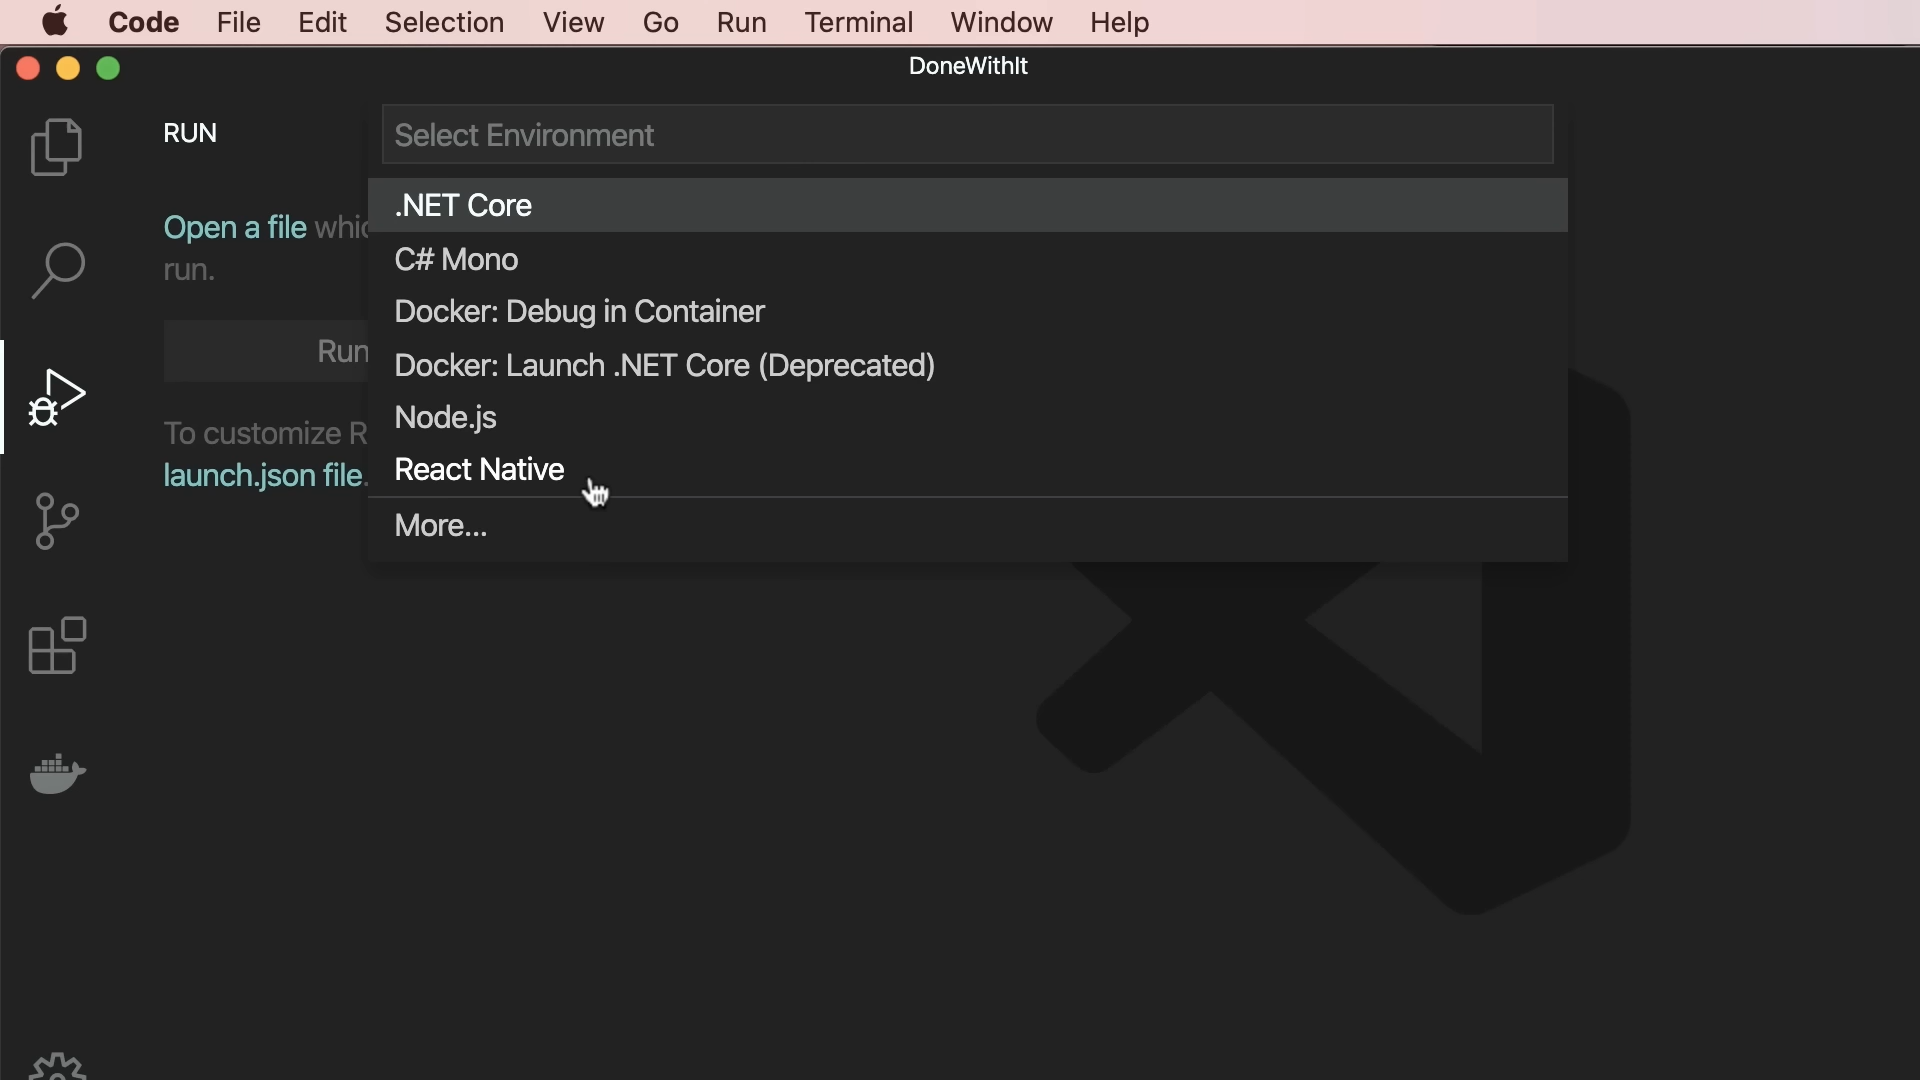 Code File Edit Selection View Go Run Terminal Window Help
DoneWithIt
RUN
Select Environment
Open a file
run.
Run
To customize R
launch.json file.
.NET Core
C# Mono
Docker: Debug in Container
Docker: Launch .NET Core (Deprecated)
Node.js
React Native
More...